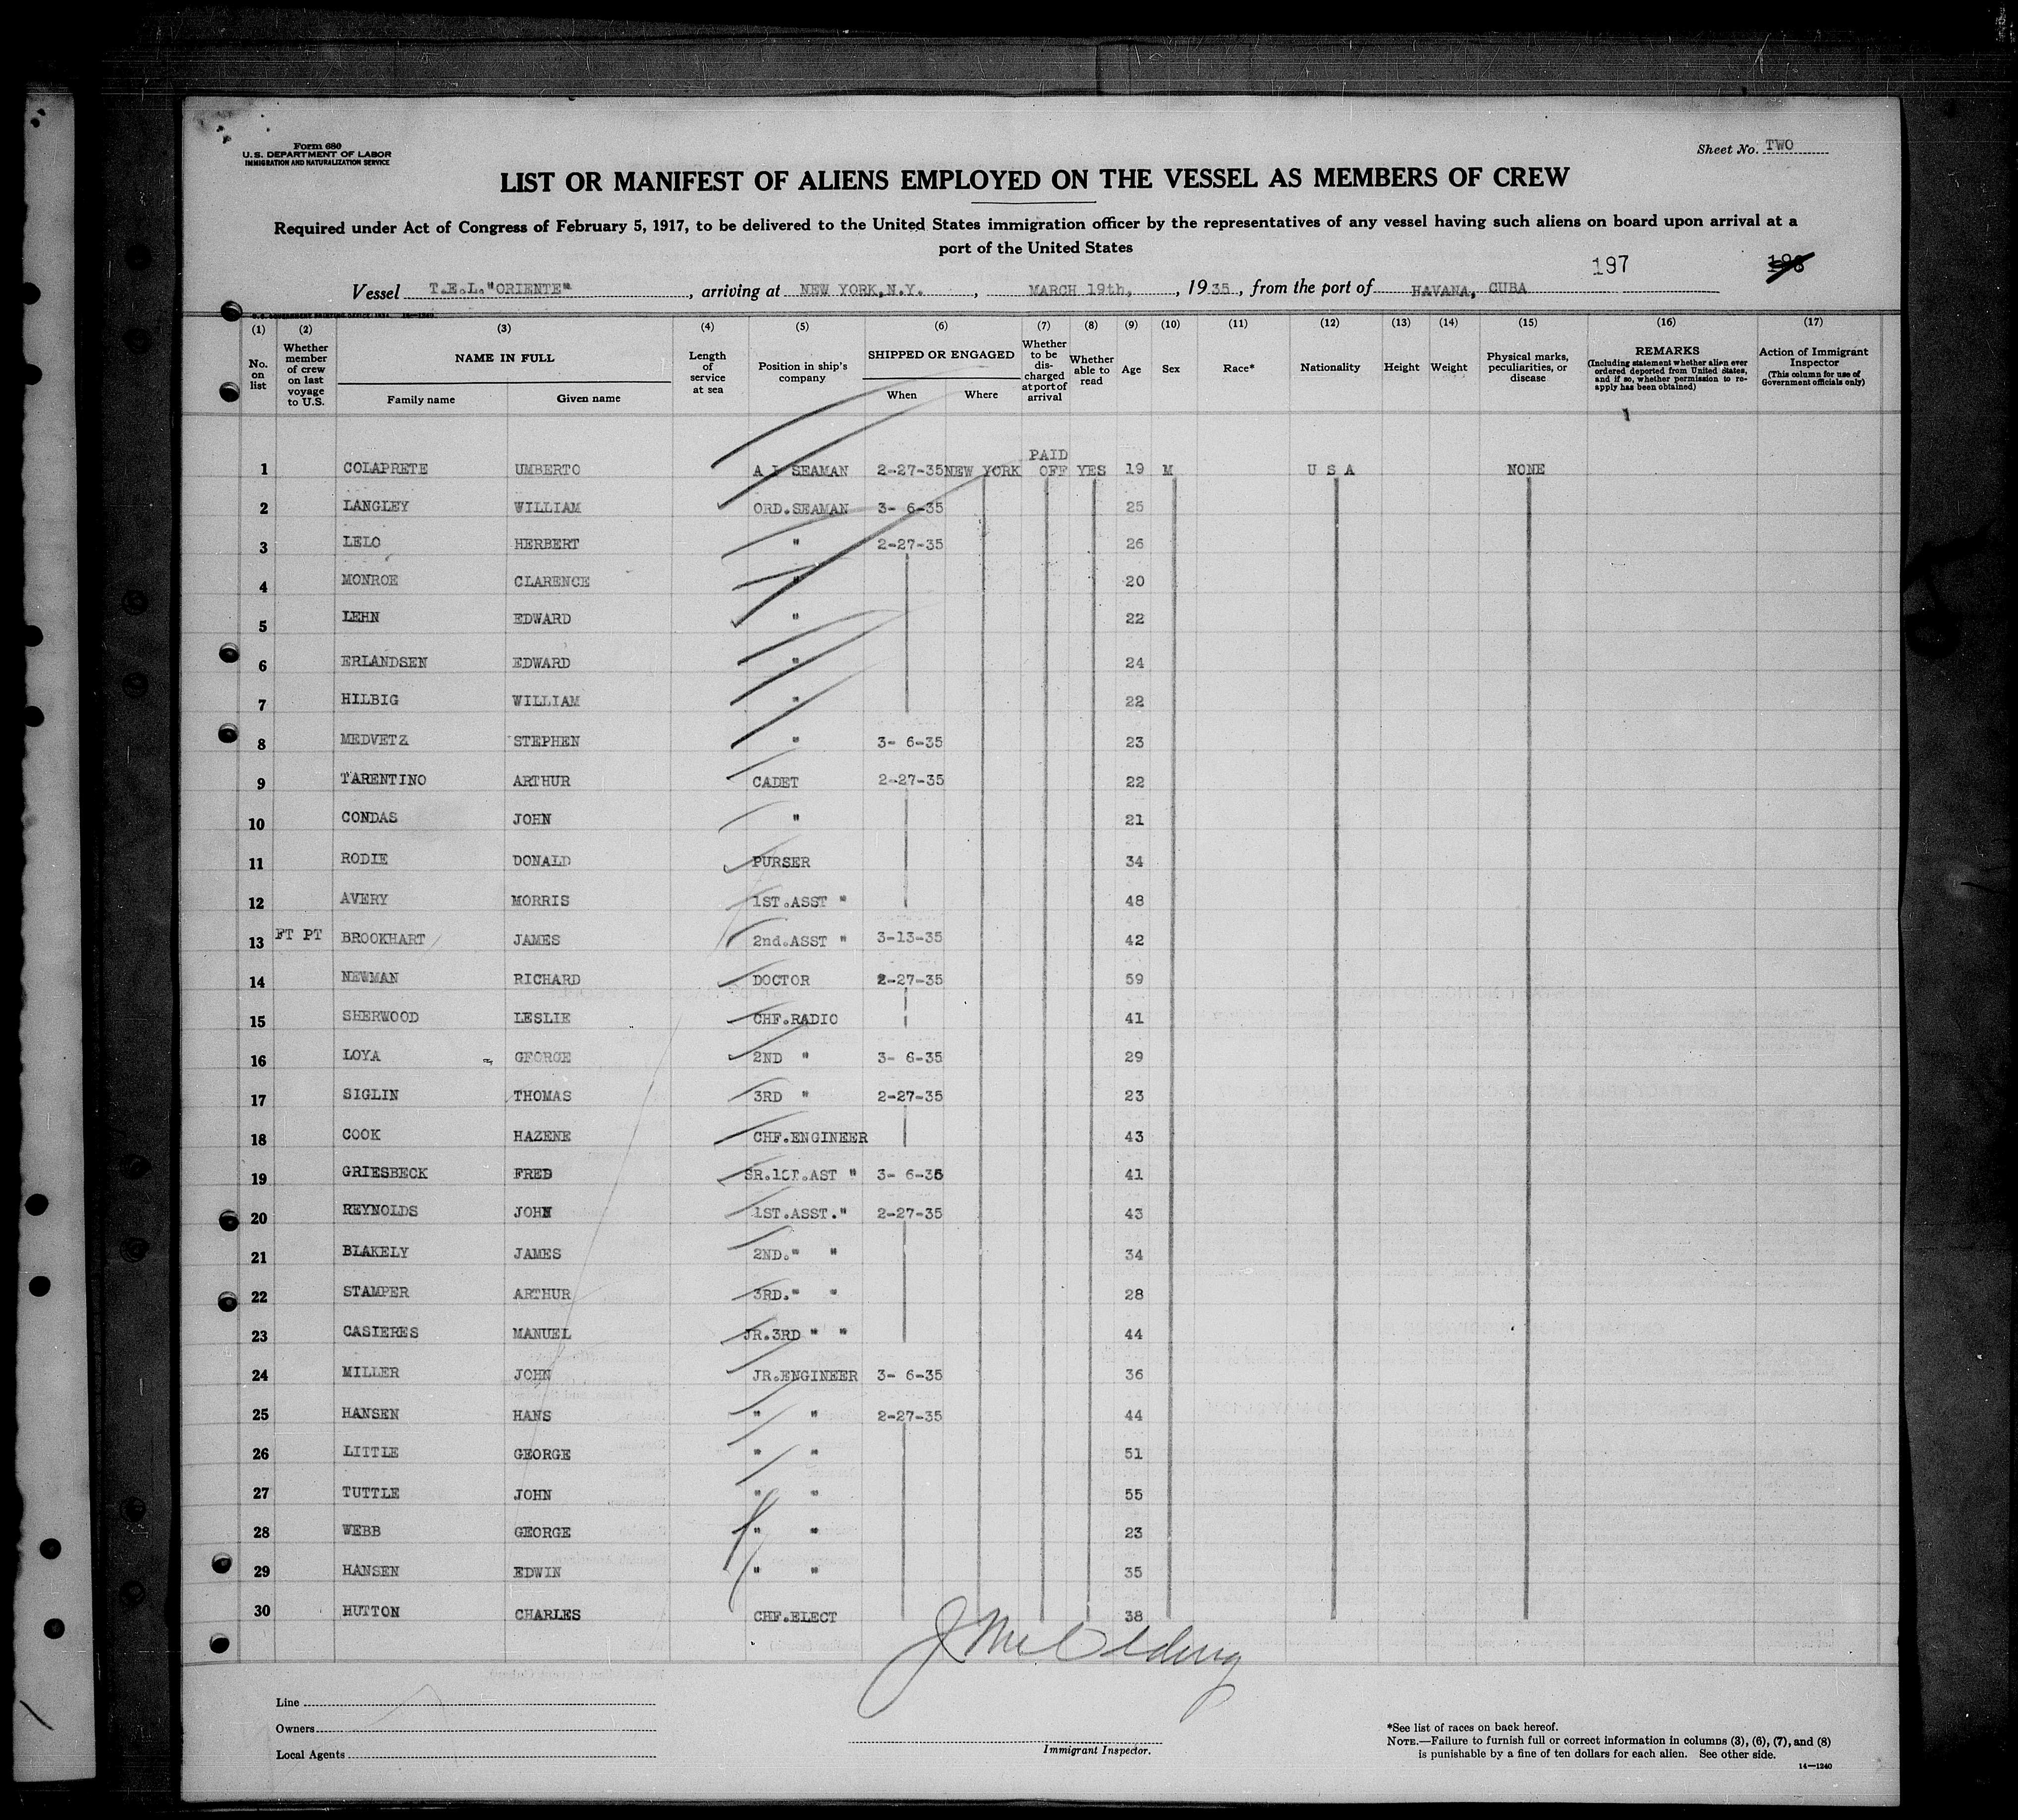 Form 680
U. S. DEPARTMENT OF LABOR
IMMIGRATION AND NATURALIZATION SERVICE
Sheet No. TWO
LIST OR MANIFEST OF ALIENS EMPLOYED ON THE VESSEL AS MEMBERS OF CREW
Required under Act of Congress of February 5, 1917, to be delivered to the United States immigration officer by the representatives of any vessel having such aliens on board upon arrival at a
port of the United States
197
Vessel T.E.L."ORIENTE", arriving at NEW YORK,N.Y., MARCH 19th, , 1935, from the port of HAVANA, CUBA
(1) (2) (3) (4) (5) (6) (7) (8) (9) (10) (11) (12) (13) (14) (15) (16) (17)
No. on list
Whether member of crew on last voyage to U.S.
NAME IN FULL
Family name Given name
Length of service at sea
Position in ship's company
SHIPPED OR ENGAGED
When Where
Whether to be discharged at port of arrival
Whether able to read
Age
Sex
Race*
Nationality
Height
Weight
Physical marks, peculiarities, or disease
REMARKS
(Including statement whether alien ever ordered deported from United States, and if so, whether permission to reapply has been obtained)
Action of Immigrant Inspector
(This column for use of Government officials only)
1 COLAPRETE UMBERTO SEAMAN 2-27-35 NEW YORK PAID OFF YES 19 M U S A NONE
2 LANGLEY WILLIAM ORD.SEAMAN 3- 6-35 25
3 LELO HERBERT " 2-27-35 26
4 MONROE CLARENCE " 20
5 LEHN EDWARD " 22
6 ERLANDSEN EDWARD " 24
7 HILBIG WILLIAM " 22
8 MEDVETZ STEPHEN " 3- 6-35 23
9 TARENTINO ARTHUR CADET 2-27-35 22
10 CONDAS JOHN " 21
11 RODIE DONALD PURSER 34
12 AVERY MORRIS 1ST.ASST " 48
13 FT PT BROOKHART JAMES 2nd.ASST " 3-13-35 42
14 NEWMAN RICHARD DOCTOR 2-27-35 59
15 SHERWOOD LESLIE CHF.RADIO 41
16 LOYA GEORGE 2ND " 3- 6-35 29
17 SIGLIN THOMAS 3RD " 2-27-35 23
18 COOK HAZENE CHF.ENGINEER 43
19 GRIESBECK FRED SR.1ST.AST " 3- 6-35 41
20 REYNOLDS JOHN 1ST.ASST." 2-27-35 43
21 BLAKELY JAMES 2ND." " 34
22 STAMPER ARTHUR 3RD." " 28
23 CASIERES MANUEL JR.3RD " " 44
24 MILLER JOHN JR.ENGINEER 3- 6-35 36
25 HANSEN HANS " " 2-27-35 44
26 LITTLE GEORGE " " 51
27 TUTTLE JOHN " " 55
28 WEBB GEORGE " " 23
29 HANSEN EDWIN " " 35
30 HUTTON CHARLES CHF.ELECT 38
Line
Owners
Local Agents
Immigrant Inspector.
*See list of races on back hereof.
NOTE.—Failure to furnish full or correct information in columns (3), (6), (7), and (8)
is punishable by a fine of ten dollars for each alien. See other side.
14—1240